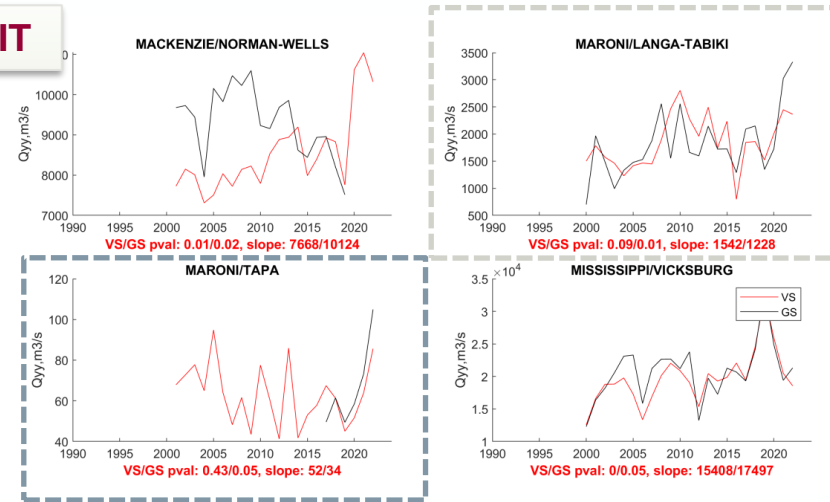 IT
MACKENZIE/NORMAN-WELLS
Qyy,m3/s
10000
9000
8000
7000
1990 1995 2000 2005 2010 2015 2020
VS/GS pval: 0.01/0.02, slope: 7668/10124
MARONI/LANGA-TABIKI
Qyy,m3/s
3500
3000
2500
2000
1500
1000
500
1990 1995 2000 2005 2010 2015 2020
VS/GS pval: 0.09/0.01, slope: 1542/1228
MARONI/TAPA
Qyy,m3/s
120
100
80
60
40
1990 1995 2000 2005 2010 2015 2020
VS/GS pval: 0.43/0.05, slope: 52/34
MISSISSIPPI/VICKSBURG
×10⁴
Qyy,m3/s
3.5
3
2.5
2
1.5
1
VS
GS
1990 1995 2000 2005 2010 2015 2020
VS/GS pval: 0/0.05, slope: 15408/17497